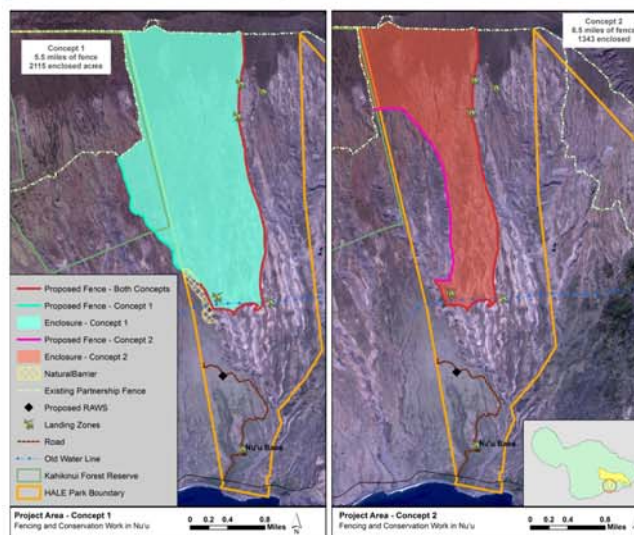 Concept 1
5.5 miles of fence
2115 enclosed acres
Proposed Fence - Both Concepts
Proposed Fence - Concept 1
Enclosure - Concept 1
Proposed Fence - Concept 2
Enclosure - Concept 2
NaturalBarrier
Existing Partnership Fence
Proposed RAWS
Landing Zones
Road
Old Water Line
Kahikinui Forest Reserve
HALE Park Boundary
Nu'u Base
Project Area - Concept 1
Fencing and Conservation Work in Nu'u
0 0.2 0.4 0.8
Miles
N
Concept 2
6.5 miles of fence
1343 enclosed
Nu'u Base
Project Area - Concept 2
Fencing and Conservation Work in Nu'u
0 0.2 0.4 0.8
Miles